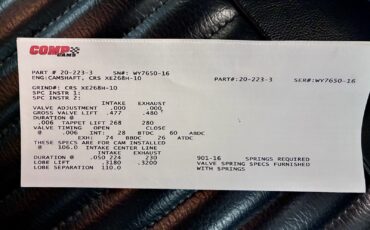 COMP
CAMS
PART # 20-223-3 SN#: WY7650-16
PART#:20-223-3 SER#:WY7650-16
ENG:CAMSHAFT, CRS XE268H-10
GRIND#: CRS XE268H-10
SPC INSTR 1:
SPC INSTR 2:
INTAKE EXHAUST
VALVE ADJUSTMENT .000 .000
GROSS VALVE LIFT .477 .480
DURATION @
.006 TAPPET LIFT 268 280
VALVE TIMING OPEN CLOSE
@ .006 INT: 28 BTDC 60 ABDC
EXH: 74 BBDC 26 ATDC
THESE SPECS FOR CAM INSTALLED
@ 106.0 INTAKE CENTER LINE
INTAKE EXHAUST
DURATION @ .050 224 230
LOBE LIFT .3180 .3200
LOBE SEPARATION 110.0
901-16 SPRINGS REQUIRED
VALVE SPRING SPECS FURNISHED
WITH SPRINGS